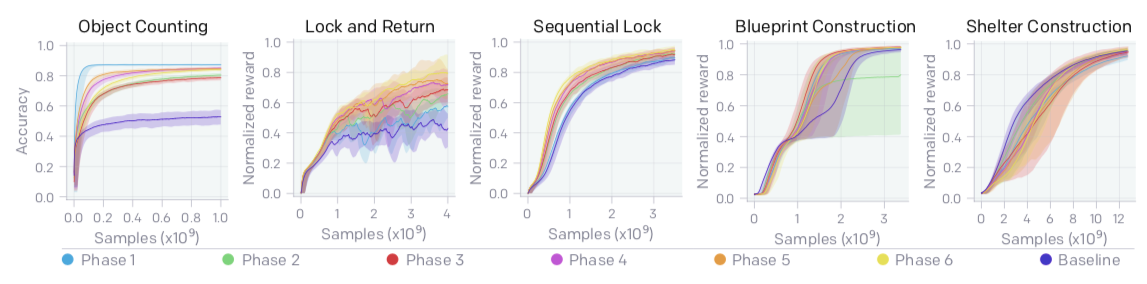 Object Counting
Lock and Return
Sequential Lock
Blueprint Construction
Shelter Construction
Accuracy
1.0
0.8
0.6
0.4
0.2
0.0
0.0 0.2 0.4 0.6 0.8 1.0
Samples (x10⁹)
Normalized reward
1.0
0.8
0.6
0.4
0.2
0.0
0 1 2 3 4
Samples (x10⁹)
Normalized reward
1.0
0.8
0.6
0.4
0.2
0.0
0 1 2 3
Samples (x10⁹)
Normalized reward
1.0
0.8
0.6
0.4
0.2
0.0
0 1 2 3
Samples (x10⁹)
Normalized reward
1.0
0.8
0.6
0.4
0.2
0.0
0 2 4 6 8 10 12
Samples (x10⁹)
Phase 1
Phase 2
Phase 3
Phase 4
Phase 5
Phase 6
Baseline